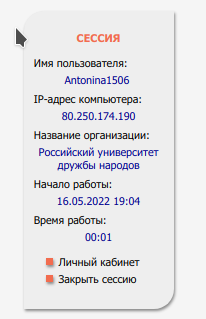 СЕССИЯ
Имя пользователя:
Antonina1506
IP-адрес компьютера:
80.250.174.190
Название организации:
Российский университет
дружбы народов
Начало работы:
16.05.2022 19:04
Время работы:
00:01
Личный кабинет
Закрыть сессию